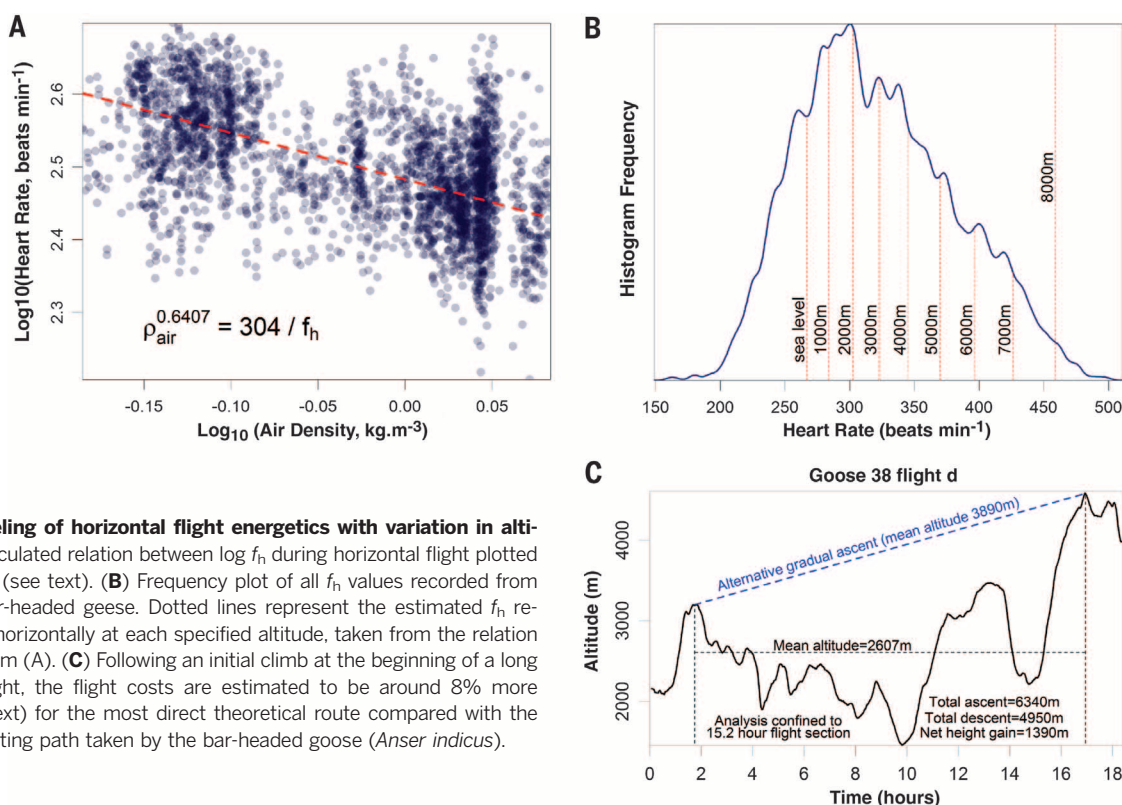 A
Log10(Heart Rate, beats min-1)
2.6
2.5
2.4
2.3
ρ0.6407air = 304 / fh
-0.15 -0.10 -0.05 0.00 0.05
Log10 (Air Density, kg.m-3)
B
Histogram Frequency
sea level
1000m
2000m
3000m
4000m
5000m
6000m
7000m
8000m
150 200 250 300 350 400 450 500
Heart Rate (beats min-1)
eling of horizontal flight energetics with variation in alti-
culated relation between log fh during horizontal flight plotted
(see text). (B) Frequency plot of all fh values recorded from
r-headed geese. Dotted lines represent the estimated fh re-
horizontally at each specified altitude, taken from the relation
m (A). (C) Following an initial climb at the beginning of a long
ght, the flight costs are estimated to be around 8% more
ext) for the most direct theoretical route compared with the
ting path taken by the bar-headed goose (Anser indicus).
C
Goose 38 flight d
Altitude (m)
4000
3000
2000
Alternative gradual ascent (mean altitude 3890m)
Mean altitude=2607m
Analysis confined to
15.2 hour flight section
Total ascent=6340m
Total descent=4950m
Net height gain=1390m
0 2 4 6 8 10 12 14 16 18
Time (hours)